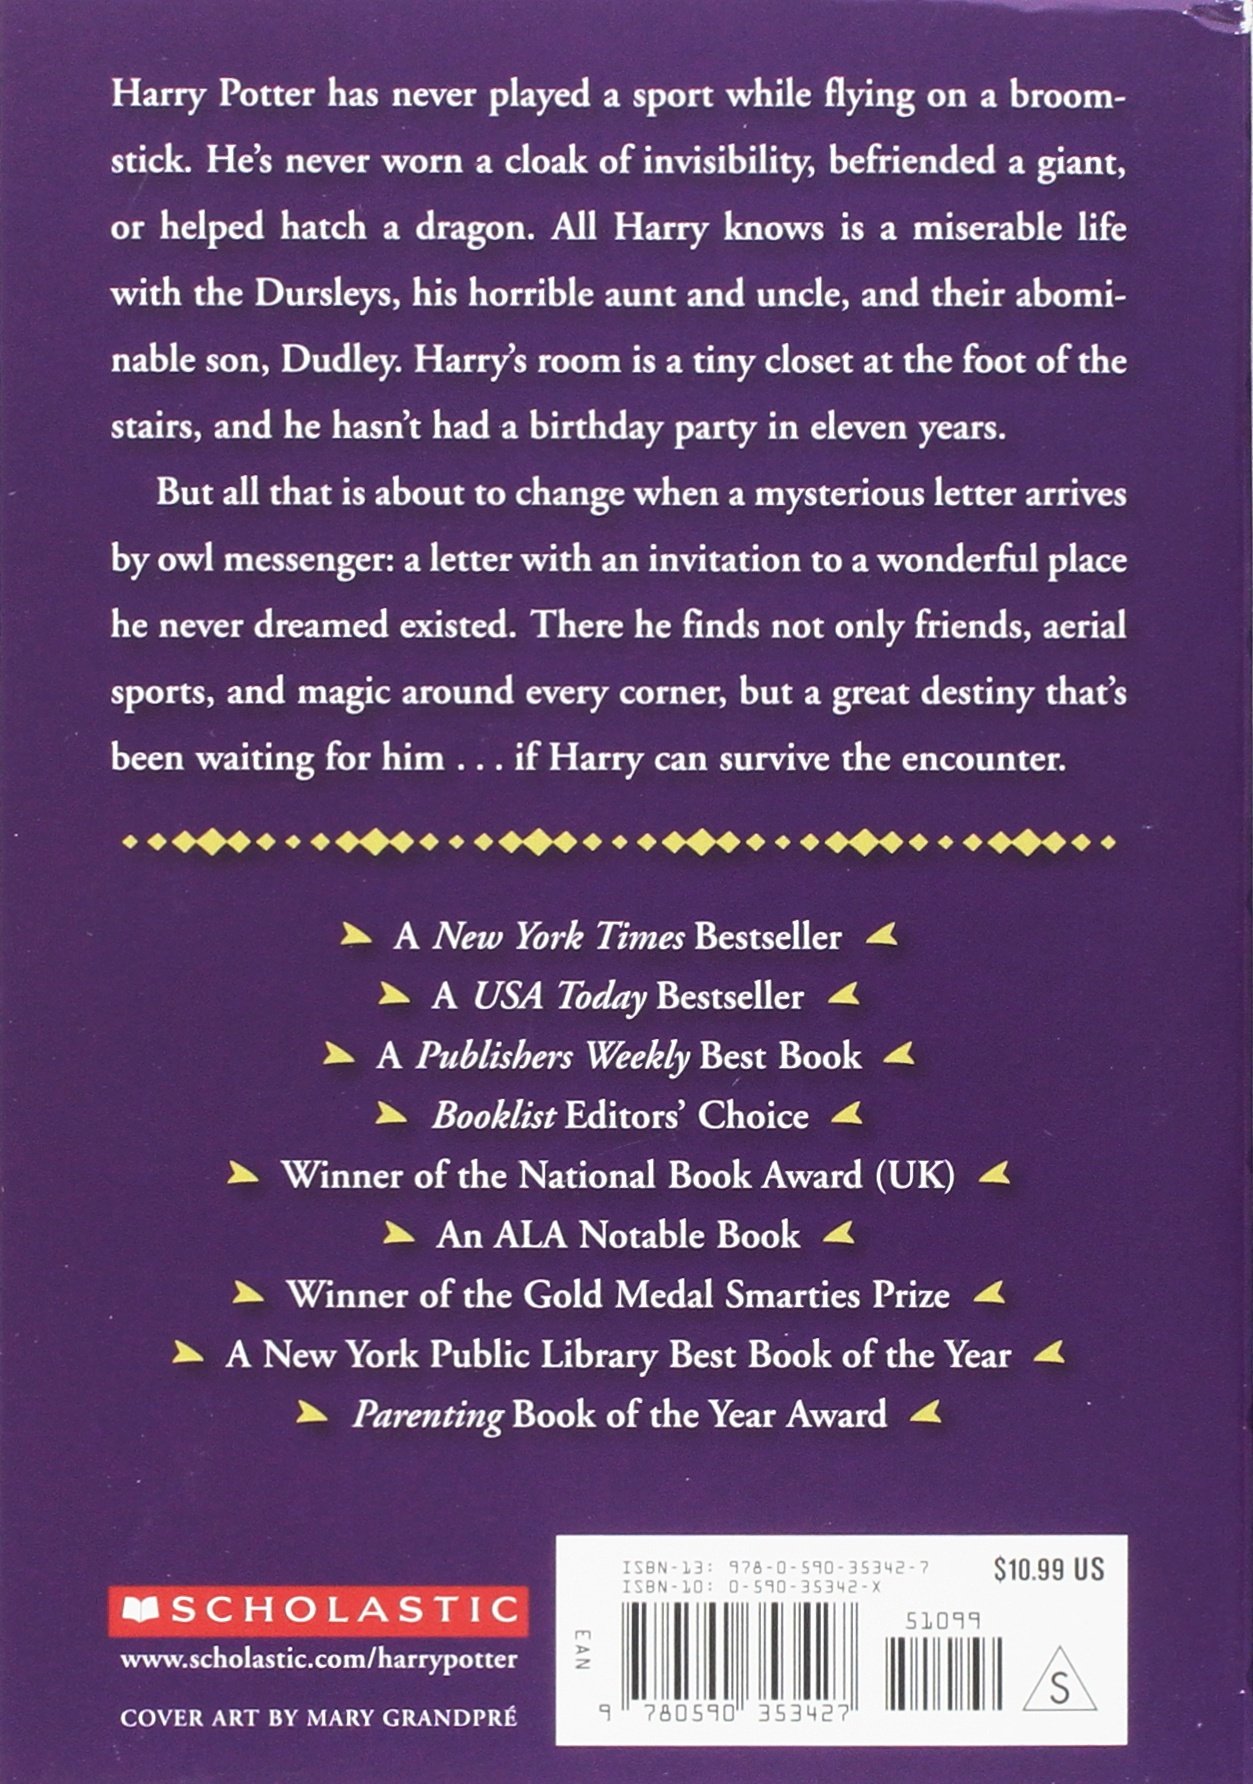 Harry Potter has never played a sport while flying on a broom-
stick. He's never worn a cloak of invisibility, befriended a giant,
or helped hatch a dragon. All Harry knows is a miserable life
with the Dursleys, his horrible aunt and uncle, and their abomi-
nable son, Dudley. Harry's room is a tiny closet at the foot of the
stairs, and he hasn't had a birthday party in eleven years.
But all that is about to change when a mysterious letter arrives
by owl messenger: a letter with an invitation to a wonderful place
he never dreamed existed. There he finds not only friends, aerial
sports, and magic around every corner, but a great destiny that's
been waiting for him . . . if Harry can survive the encounter.
A New York Times Bestseller
A USA Today Bestseller
A Publishers Weekly Best Book
Booklist Editors' Choice
Winner of the National Book Award (UK)
An ALA Notable Book
Winner of the Gold Medal Smarties Prize
A New York Public Library Best Book of the Year
Parenting Book of the Year Award
SCHOLASTIC
www.scholastic.com/harrypotter
COVER ART BY MARY GRANDPRÉ
ISBN-13: 978-0-590-35342-7
ISBN-10: 0-590-35342-X
$10.99 US
51099
EAN
9 780590 353427
S